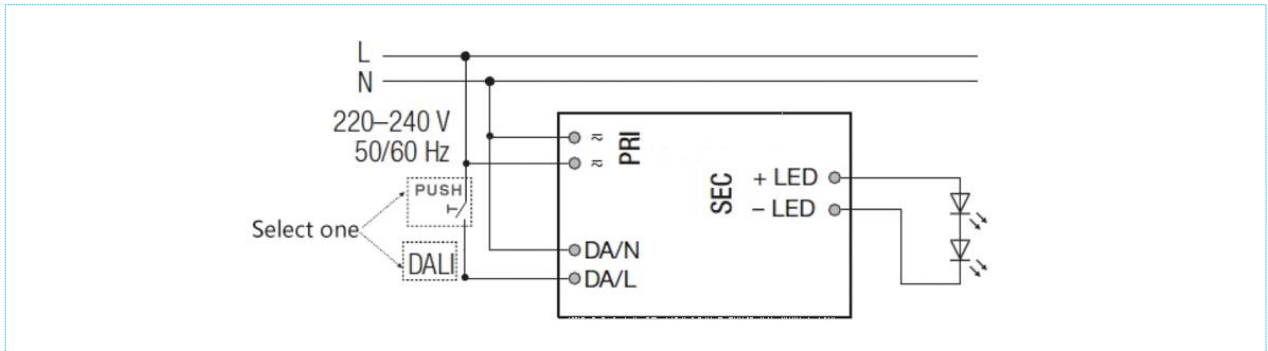 L
N
220–240 V
50/60 Hz
PUSH
Select one
DALI
≂ PRI
≂
SEC
+ LED
– LED
DA/N
DA/L